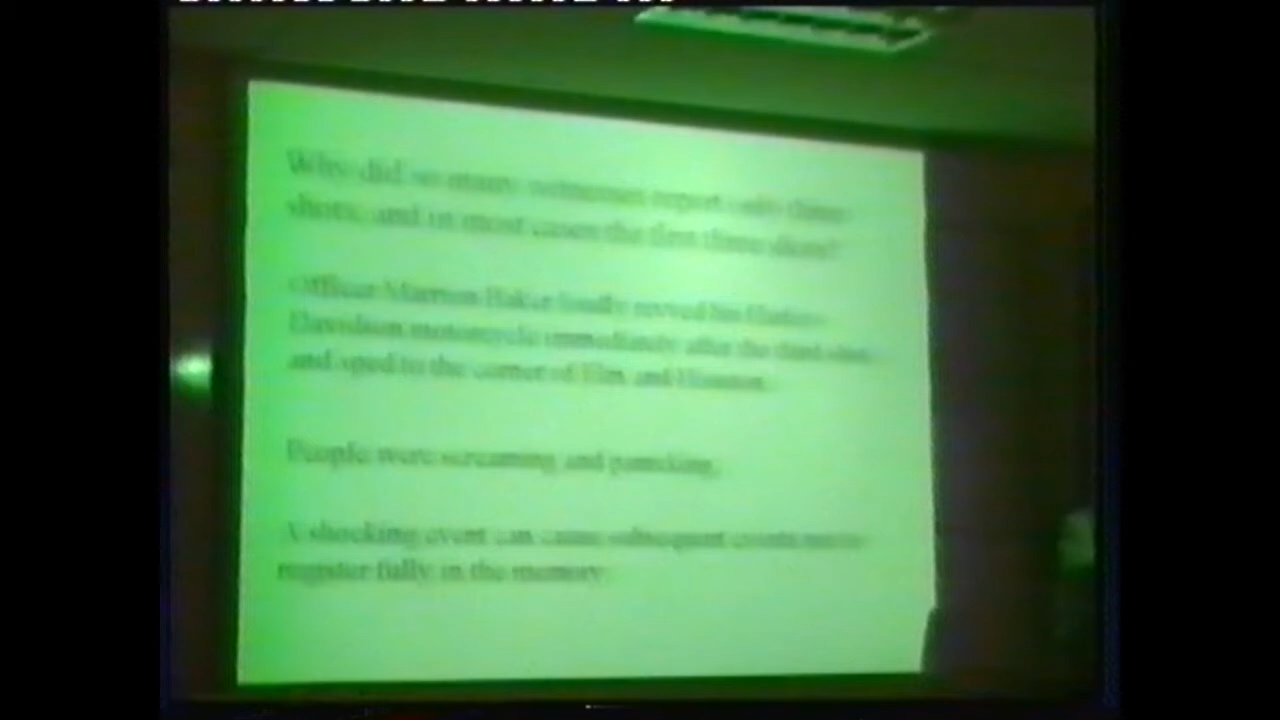 Why did so many witnesses report only three
shots, and in most cases the first three shots?
Officer Marrion Baker loudly revved his Harley-
Davidson motorcycle immediately after the third shot
and sped to the corner of Elm and Houston.
People were screaming and panicking.
A shocking event can cause subsequent events
register fully in the memory.